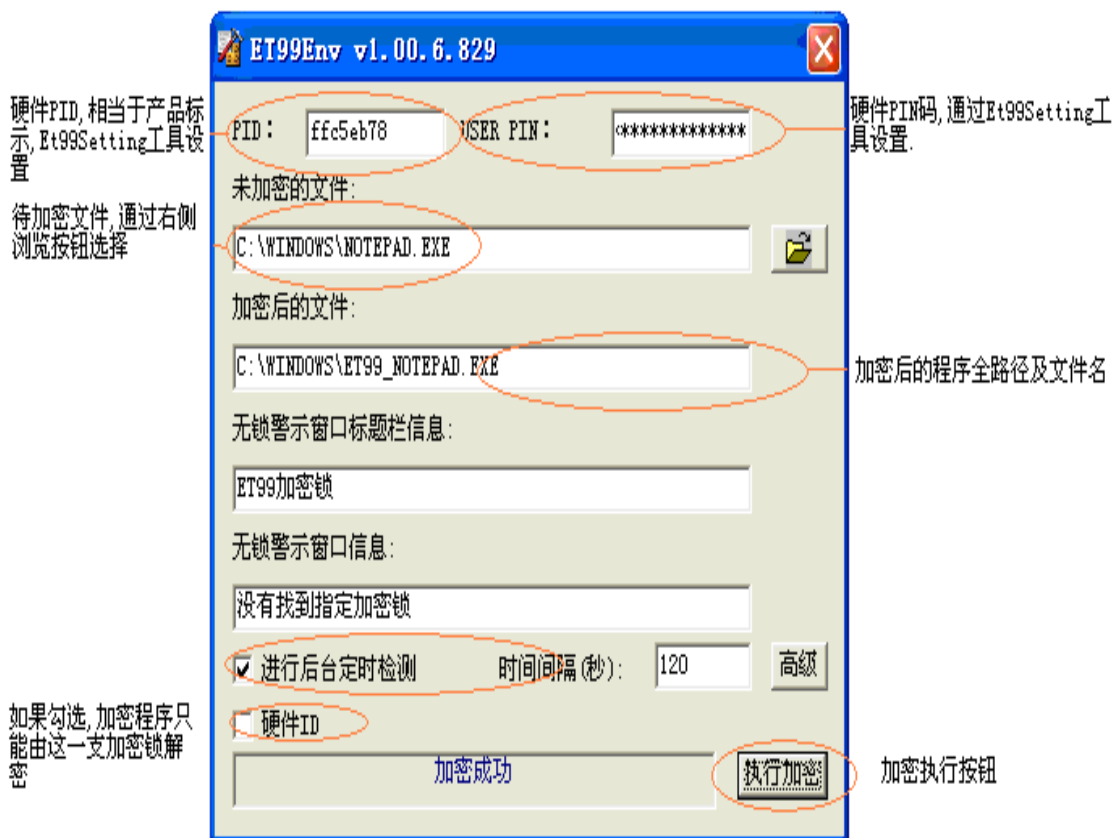 ET99Env v1.00.6.829
硬件PID,相当于产品标
示,Et99Setting工具设
置
PID:
ffc5eb78
USER PIN:
*************
硬件PIN码,通过Et99Setting工
具设置.
未加密的文件:
待加密文件,通过右侧
浏览按钮选择
C:\WINDOWS\NOTEPAD.EXE
加密后的文件:
C:\WINDOWS\ET99_NOTEPAD.EXE
加密后的程序全路径及文件名
无锁警示窗口标题栏信息:
ET99加密锁
无锁警示窗口信息:
没有找到指定加密锁
进行后台定时检测
时间间隔(秒):
120
高级
如果勾选,加密程序只
能由这一支加密锁解
密
硬件ID
加密成功
执行加密
加密执行按钮